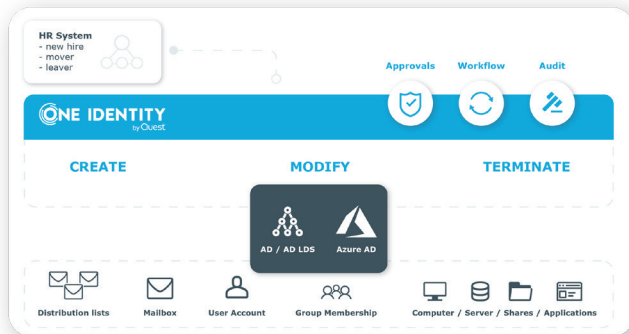 HR System
- new hire
- mover
- leaver
Approvals Workflow Audit
ONE IDENTITY
by Quest
CREATE MODIFY TERMINATE
AD / AD LDS Azure AD
Distribution lists Mailbox User Account Group Membership Computer / Server / Shares / Applications